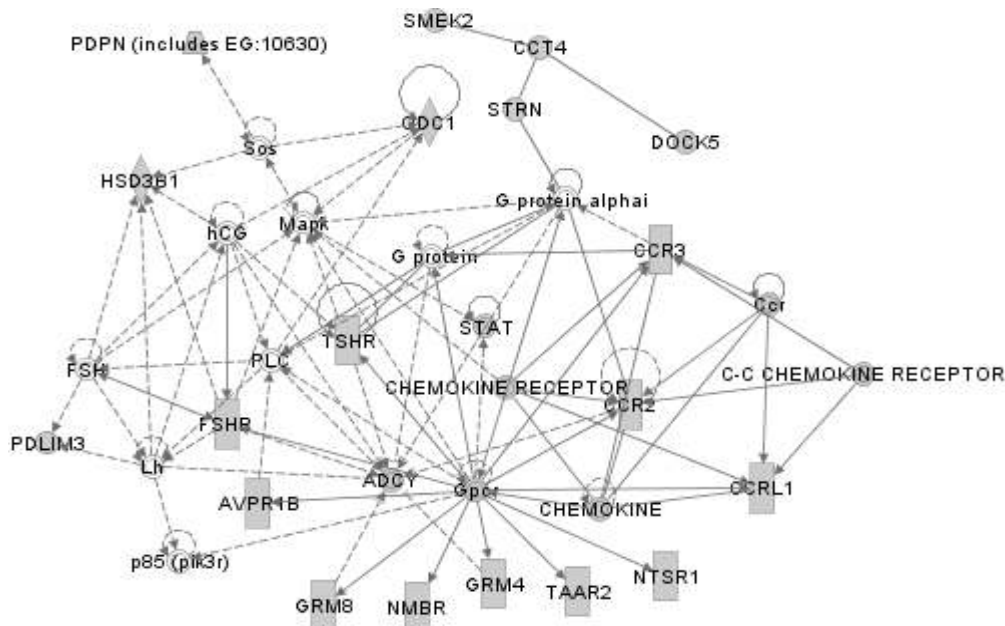 SMEK2
PDPN (includes EG:10630)
CCT4
STRN
CDC1
Sos
DOCK5
HSD3B1
G protein alphai
hCG
Mapk
G protein
CCR3
Ccr
TSHR
STAT
FSH
PLC
C-C CHEMOKINE RECEPTOR
CHEMOKINE RECEPTOR
CCR2
FSHR
PDLIM3
Lh
ADCY
Gpcr
CCRL1
AVPR1B
CHEMOKINE
p85 (pik3r)
GRM4
NTSR1
TAAR2
GRM8
NMBR